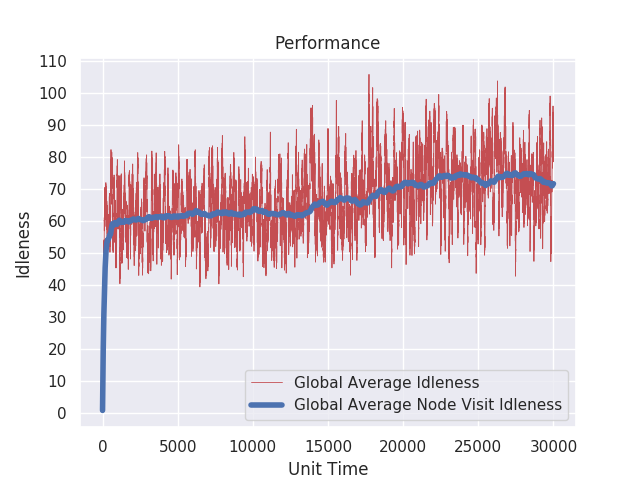 Performance
110
100
90
80
70
60
50
40
30
20
10
0
Idleness
Global Average Idleness
Global Average Node Visit Idleness
0 5000 10000 15000 20000 25000 30000
Unit Time